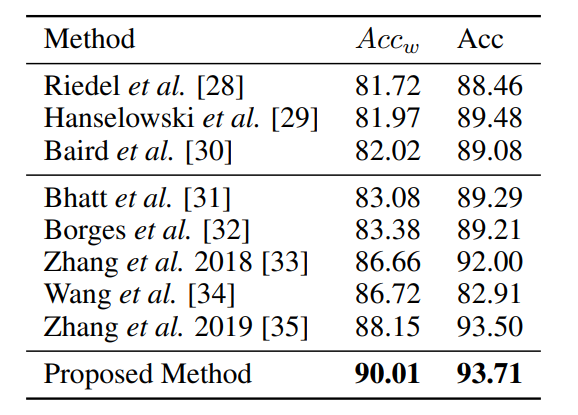 Method Acc_w Acc
Riedel et al. [28] 81.72 88.46
Hanselowski et al. [29] 81.97 89.48
Baird et al. [30] 82.02 89.08
Bhatt et al. [31] 83.08 89.29
Borges et al. [32] 83.38 89.21
Zhang et al. 2018 [33] 86.66 92.00
Wang et al. [34] 86.72 82.91
Zhang et al. 2019 [35] 88.15 93.50
Proposed Method 90.01 93.71